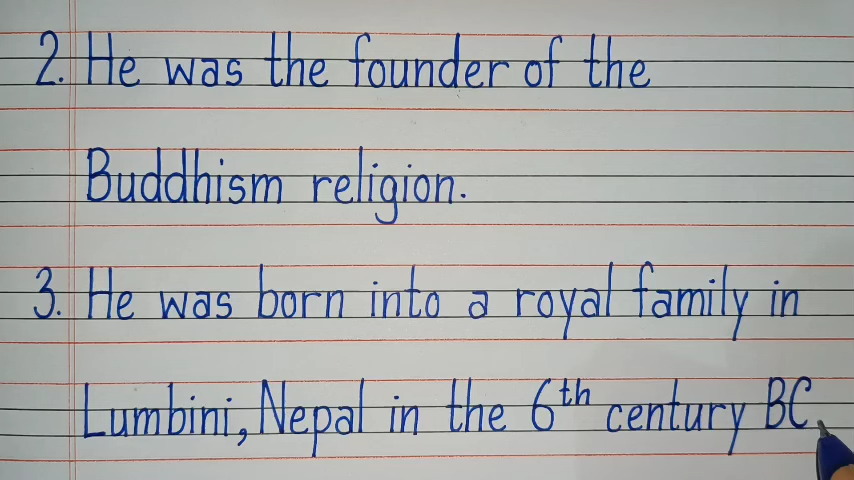 2. He was the founder of the
Buddhism religion.
3. He was born into a royal family in
Lumbini, Nepal in the 6th century BC.